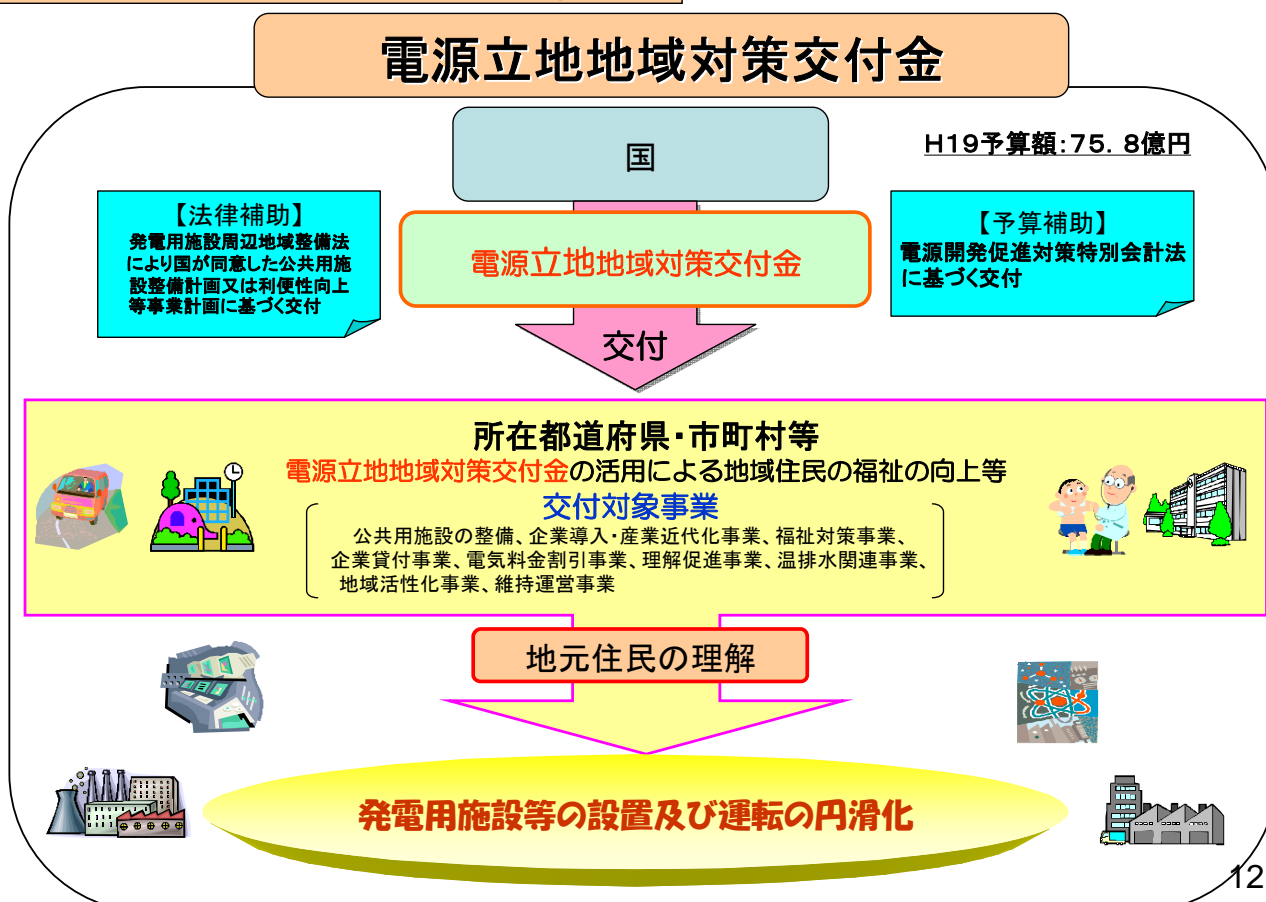 電源立地地域対策交付金
国
H19予算額:75.8億円
【法律補助】
発電用施設周辺地域整備法
により国が同意した公共用施
設整備計画又は利便性向上
等事業計画に基づく交付
電源立地地域対策交付金
【予算補助】
電源開発促進対策特別会計法
に基づく交付
交付
所在都道府県・市町村等
電源立地地域対策交付金の活用による地域住民の福祉の向上等
交付対象事業
公共用施設の整備、企業導入・産業近代化事業、福祉対策事業、
企業貸付事業、電気料金割引事業、理解促進事業、温排水関連事業、
地域活性化事業、維持運営事業
地元住民の理解
発電用施設等の設置及び運転の円滑化
12